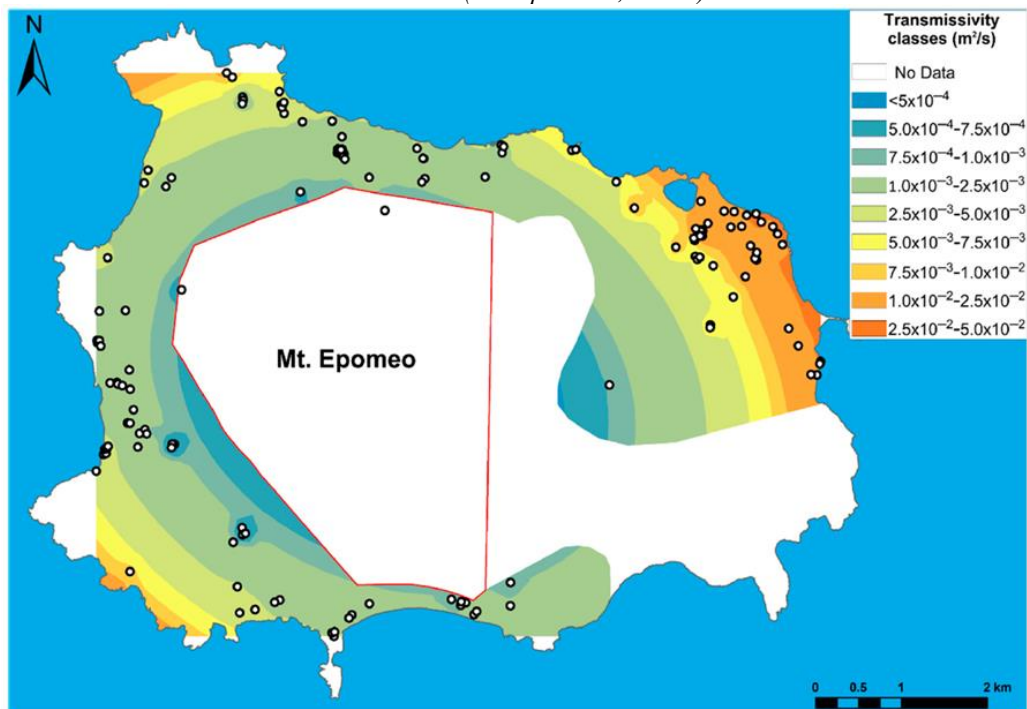 N
Transmissivity
classes (m²/s)
No Data
<5x10⁻⁴
5.0x10⁻⁴-7.5x10⁻⁴
7.5x10⁻⁴-1.0x10⁻³
1.0x10⁻³-2.5x10⁻³
2.5x10⁻³-5.0x10⁻³
5.0x10⁻³-7.5x10⁻³
7.5x10⁻³-1.0x10⁻²
1.0x10⁻²-2.5x10⁻²
2.5x10⁻²-5.0x10⁻²
Mt. Epomeo
0 0.5 1 2 km